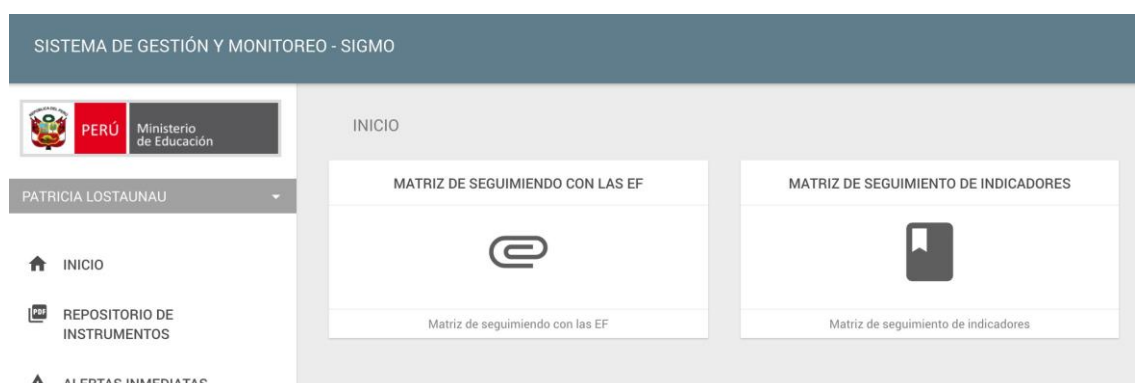 SISTEMA DE GESTIÓN Y MONITOREO - SIGMO
PERÚ
Ministerio
de Educación
PATRICIA LOSTAUNAU
INICIO
REPOSITORIO DE
INSTRUMENTOS
ALERTAS INMEDIATAS
INICIO
MATRIZ DE SEGUIMIENDO CON LAS EF
Matriz de seguimiendo con las EF
MATRIZ DE SEGUIMIENTO DE INDICADORES
Matriz de seguimiento de indicadores